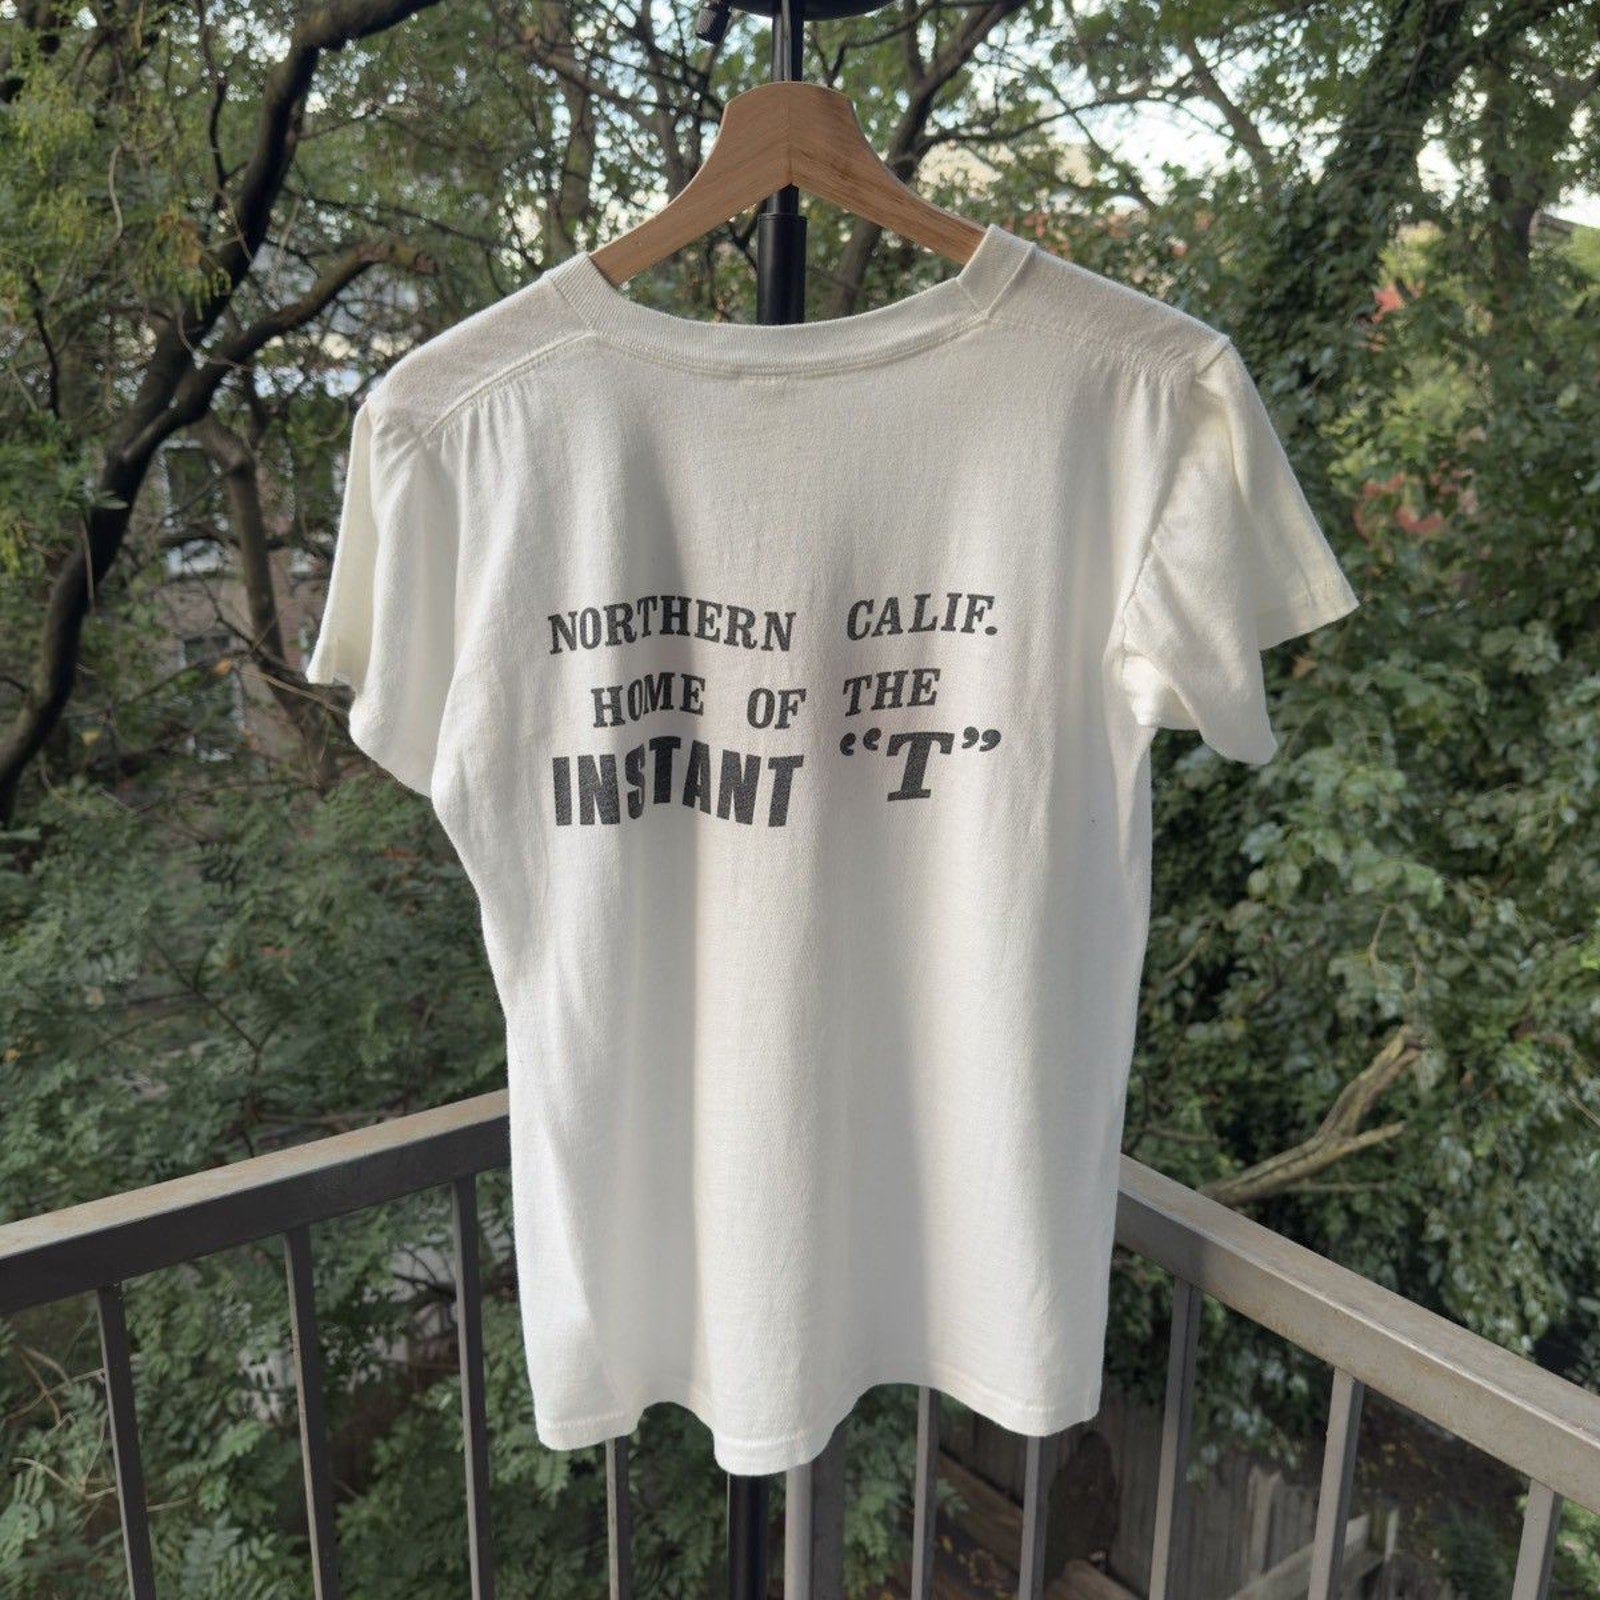 NORTHERN CALIF.
HOME OF THE
INSTANT “T”